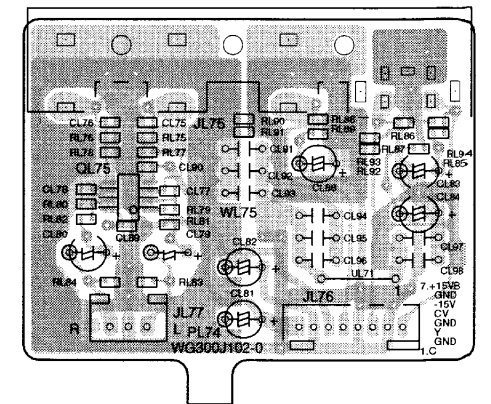 CL76
CL75
JL75
RL90
RL91
RL88
RL89
RL76
RL75
RL86
RL78
RL77
CL91
RL87
RL94
QL75
CL90
RL93
RL92
RL85
CL92
CL83
CL78
CL77
CL93
CL86
CL84
RL80
RL79
WL75
RL82
RL81
CL94
CL80
CL89
CL79
CL82
CL95
CL97
CL96
CL98
RL84
RL83
CL81
UL71
JL77
JL76
1
7.+15VB
GND
-15V
CV
GND
Y
GND
1.C
R
L
PL74
WG300J102-0